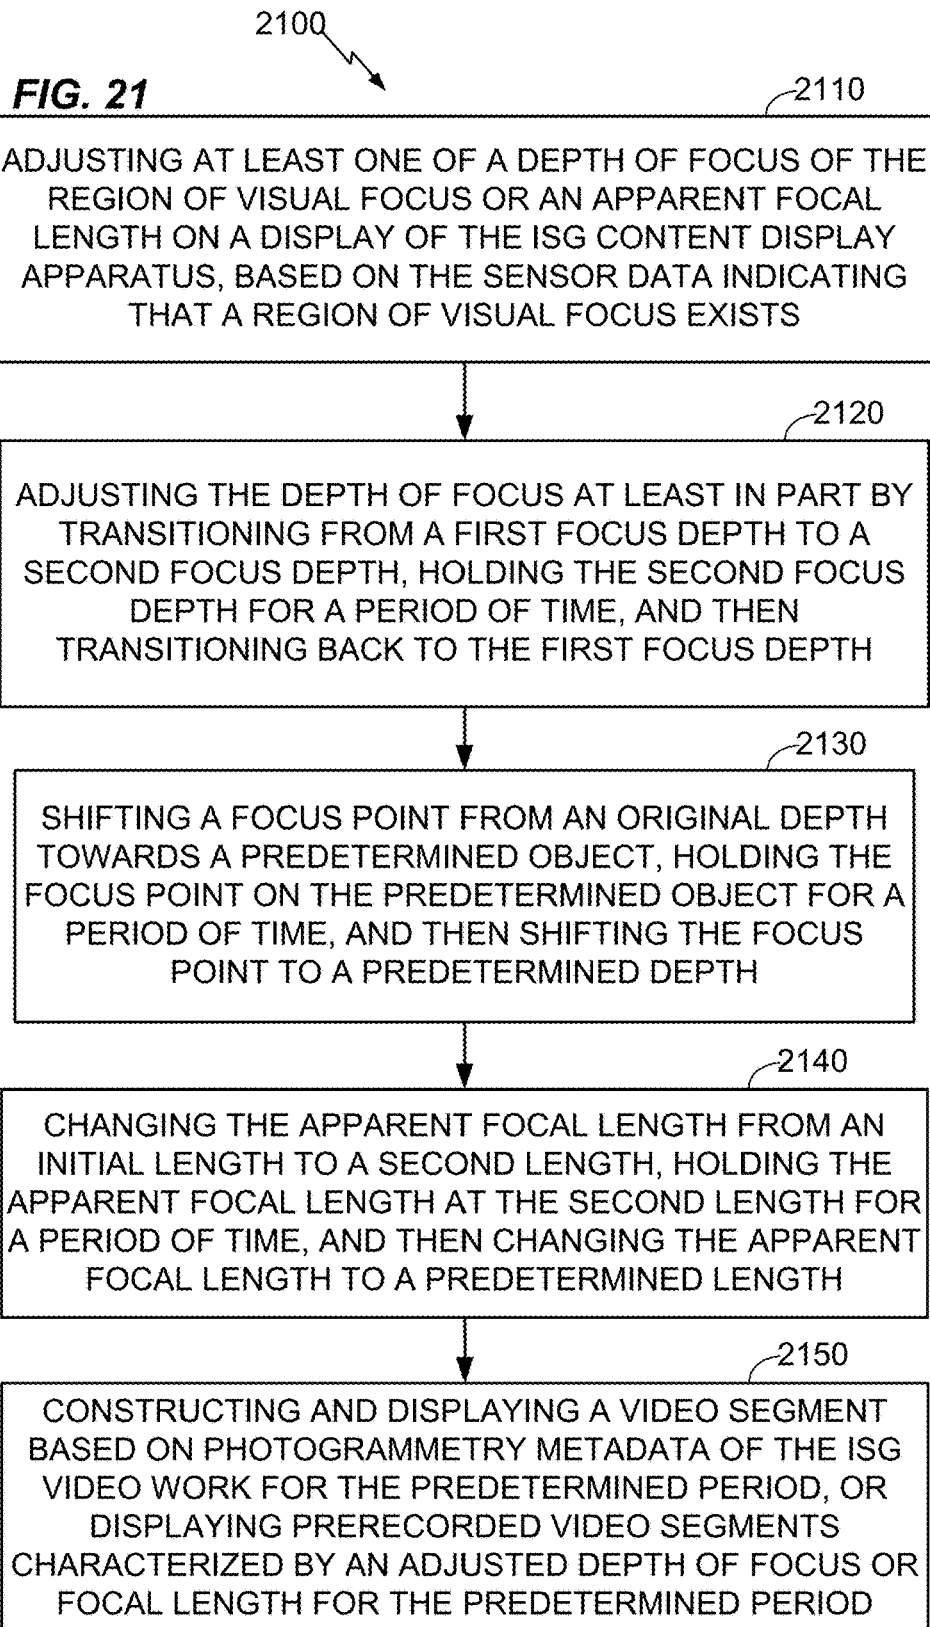 2100
FIG. 21
2110
ADJUSTING AT LEAST ONE OF A DEPTH OF FOCUS OF THE
REGION OF VISUAL FOCUS OR AN APPARENT FOCAL
LENGTH ON A DISPLAY OF THE ISG CONTENT DISPLAY
APPARATUS, BASED ON THE SENSOR DATA INDICATING
THAT A REGION OF VISUAL FOCUS EXISTS
2120
ADJUSTING THE DEPTH OF FOCUS AT LEAST IN PART BY
TRANSITIONING FROM A FIRST FOCUS DEPTH TO A
SECOND FOCUS DEPTH, HOLDING THE SECOND FOCUS
DEPTH FOR A PERIOD OF TIME, AND THEN
TRANSITIONING BACK TO THE FIRST FOCUS DEPTH
2130
SHIFTING A FOCUS POINT FROM AN ORIGINAL DEPTH
TOWARDS A PREDETERMINED OBJECT, HOLDING THE
FOCUS POINT ON THE PREDETERMINED OBJECT FOR A
PERIOD OF TIME, AND THEN SHIFTING THE FOCUS
POINT TO A PREDETERMINED DEPTH
2140
CHANGING THE APPARENT FOCAL LENGTH FROM AN
INITIAL LENGTH TO A SECOND LENGTH, HOLDING THE
APPARENT FOCAL LENGTH AT THE SECOND LENGTH FOR
A PERIOD OF TIME, AND THEN CHANGING THE APPARENT
FOCAL LENGTH TO A PREDETERMINED LENGTH
2150
CONSTRUCTING AND DISPLAYING A VIDEO SEGMENT
BASED ON PHOTOGRAMMETRY METADATA OF THE ISG
VIDEO WORK FOR THE PREDETERMINED PERIOD, OR
DISPLAYING PRERECORDED VIDEO SEGMENTS
CHARACTERIZED BY AN ADJUSTED DEPTH OF FOCUS OR
FOCAL LENGTH FOR THE PREDETERMINED PERIOD